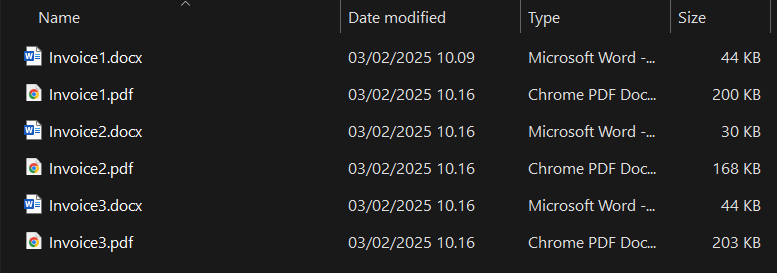 Name Date modified Type Size
Invoice1.docx 03/02/2025 10.09 Microsoft Word -... 44 KB
Invoice1.pdf 03/02/2025 10.16 Chrome PDF Doc... 200 KB
Invoice2.docx 03/02/2025 10.16 Microsoft Word -... 30 KB
Invoice2.pdf 03/02/2025 10.16 Chrome PDF Doc... 168 KB
Invoice3.docx 03/02/2025 10.16 Microsoft Word -... 44 KB
Invoice3.pdf 03/02/2025 10.16 Chrome PDF Doc... 203 KB